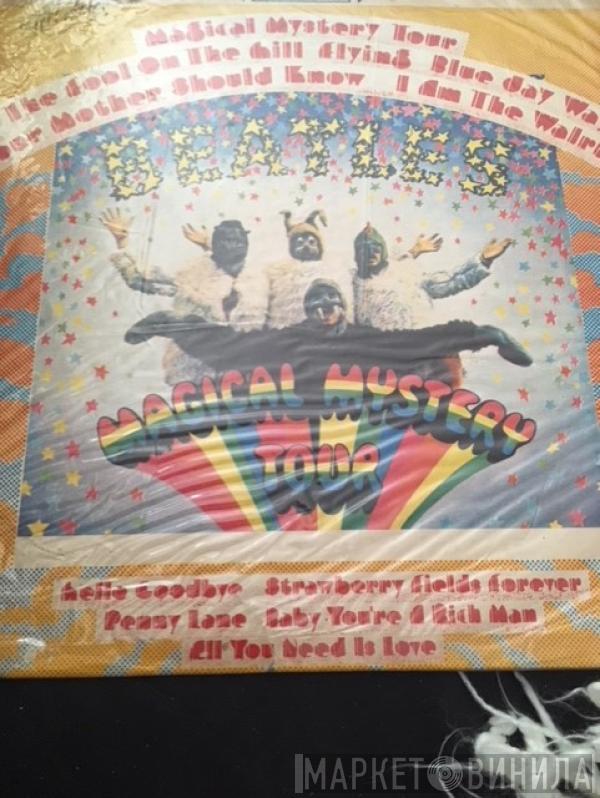 Magical Mystery Tour
The Fool On The Hill Flying Blue Jay Wa
our Mother Should Know I Am The Walru
BEATLES
MAGICAL MYSTERY
TOUR
Hello Goodbye Strawberry Fields Forever
Penny Lane Baby You're A Rich Man
All You Need Is Love
МАРКЕТ ВИНИЛА